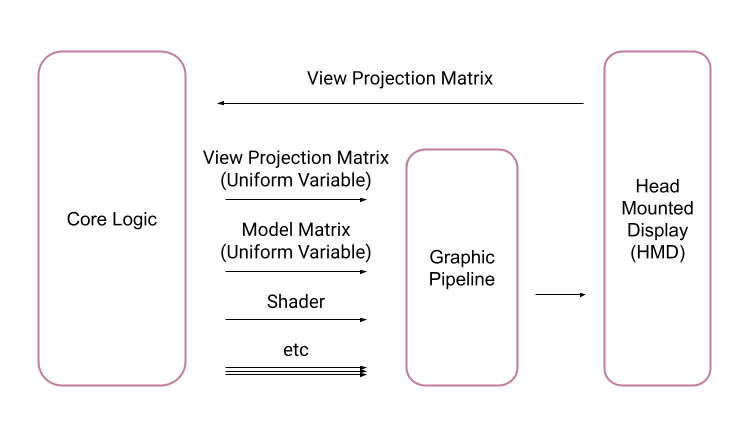 View Projection Matrix
View Projection Matrix
(Uniform Variable)
Model Matrix
(Uniform Variable)
Shader
etc
Core Logic
Graphic
Pipeline
Head
Mounted
Display
(HMD)